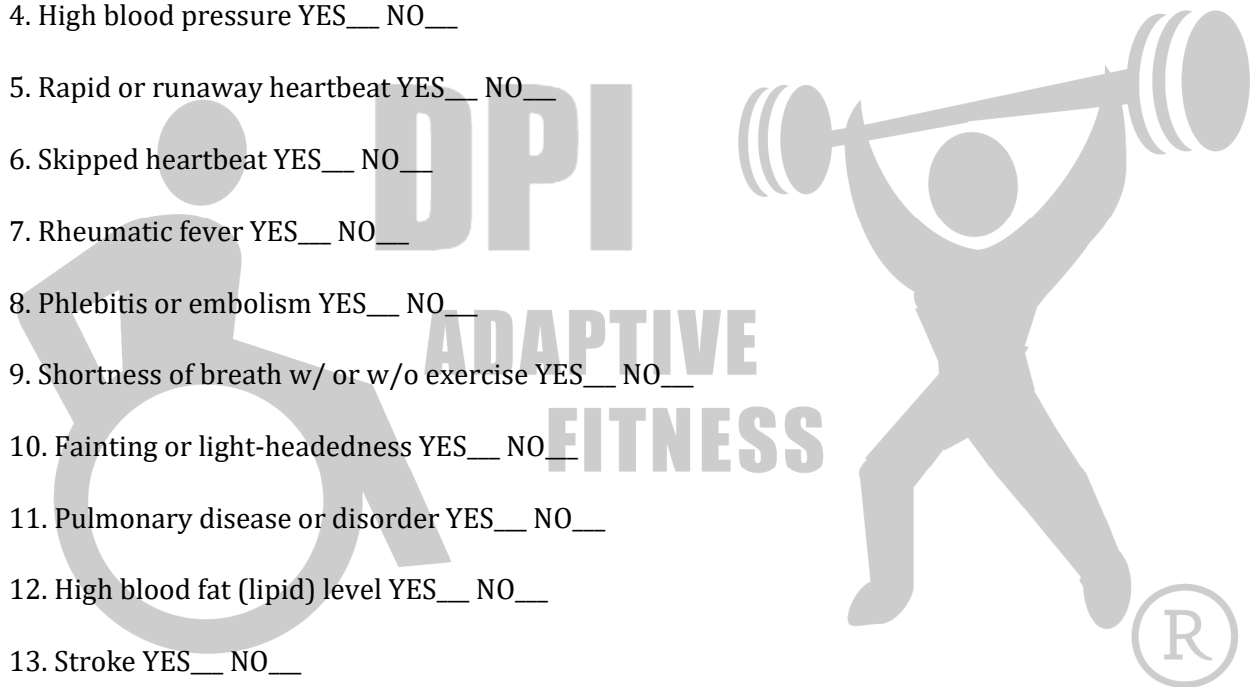 4. High blood pressure YES___ NO___
5. Rapid or runaway heartbeat YES___ NO___
6. Skipped heartbeat YES___ NO___
7. Rheumatic fever YES___ NO___
8. Phlebitis or embolism YES___ NO___
9. Shortness of breath w/ or w/o exercise YES___ NO___
10. Fainting or light-headedness YES___ NO___
11. Pulmonary disease or disorder YES___ NO___
12. High blood fat (lipid) level YES___ NO___
13. Stroke YES___ NO___
DPI
ADAPTIVE
FITNESS
®